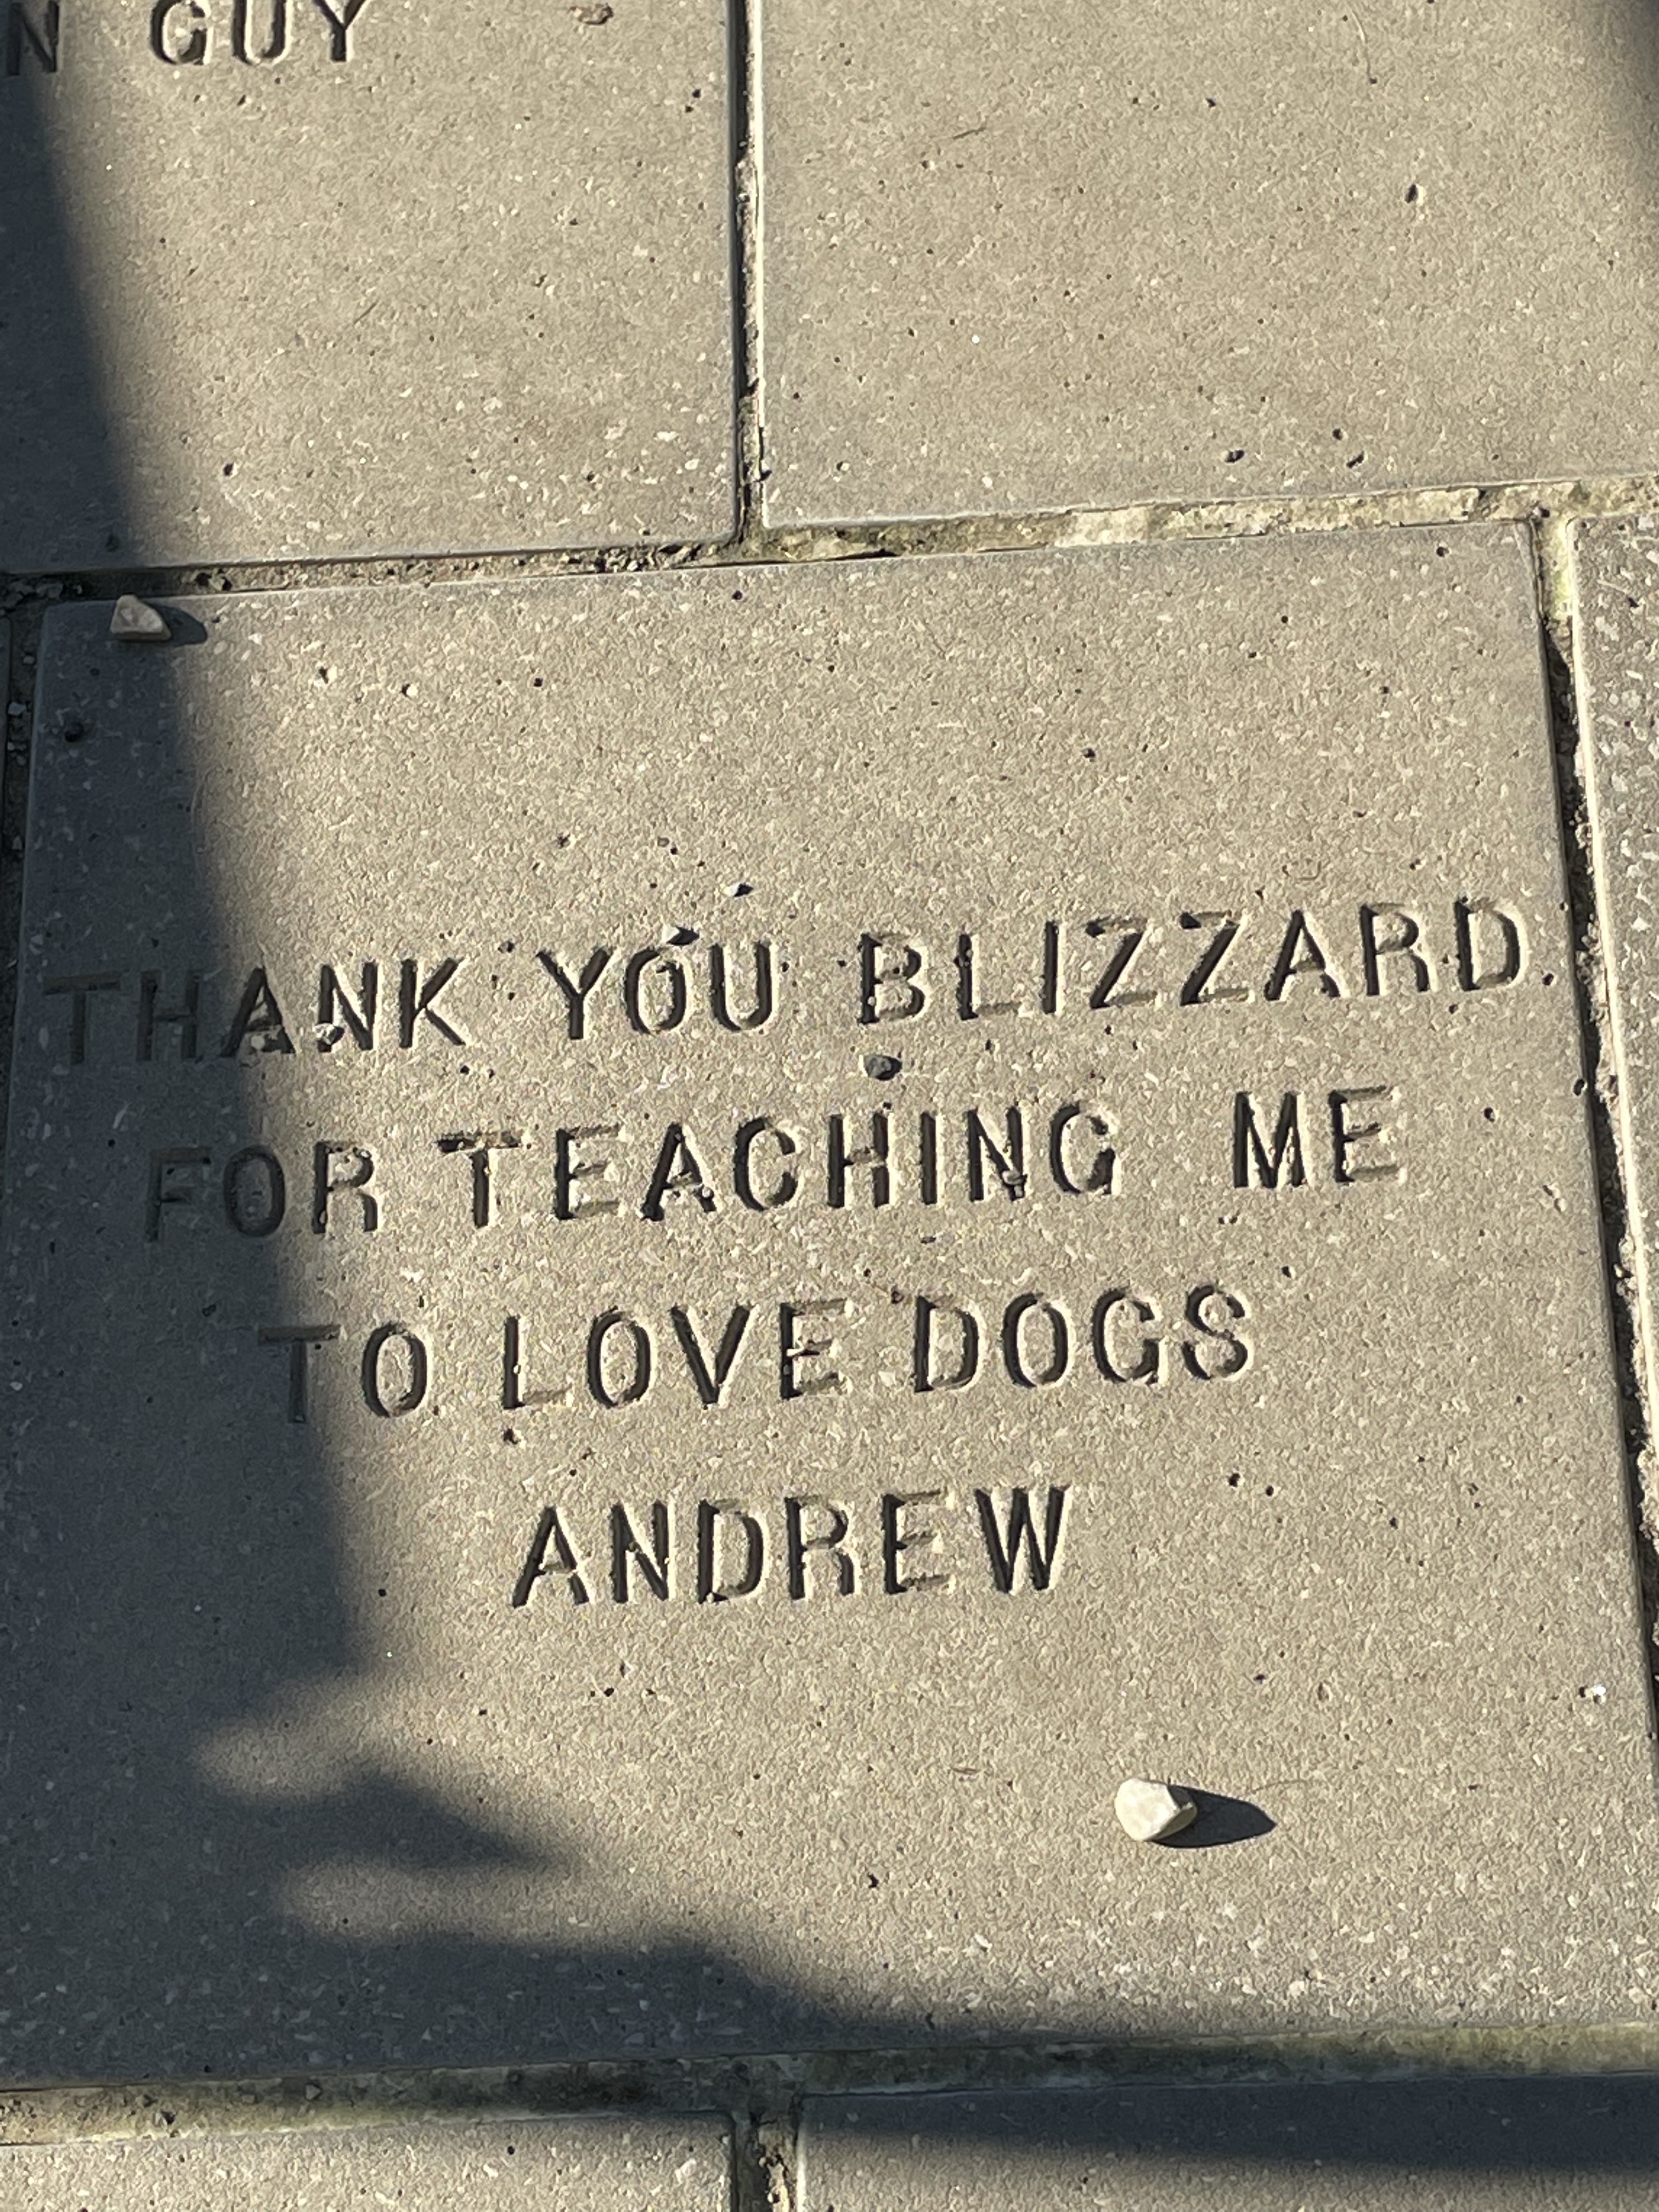 GUY
THANK YOU BLIZZARD
FOR TEACHING ME
TO LOVE DOGS
ANDREW